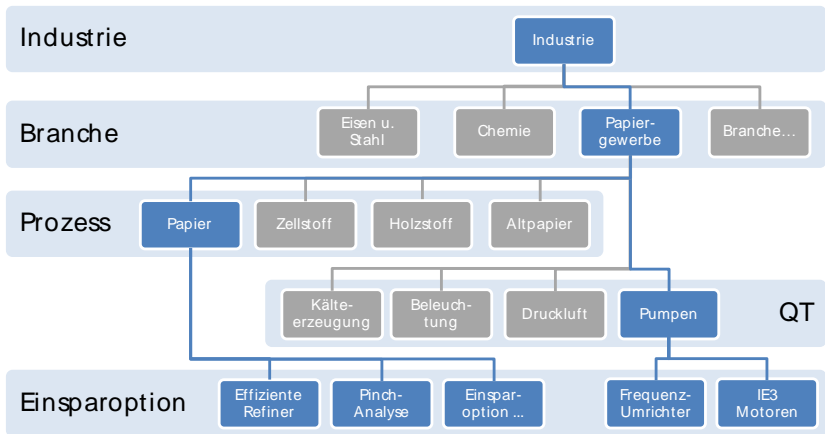 Industrie
Industrie
Branche
Eisen u.
Stahl
Chemie
Papier-
gewerbe
Branche...
Prozess
Papier
Zellstoff
Holzstoff
Altpapier
Kälte-
erzeugung
Beleuch-
tung
Druckluft
Pumpen
QT
Einsparoption
Effiziente
Refiner
Pinch-
Analyse
Einspar-
option ...
Frequenz-
Umrichter
IE3
Motoren